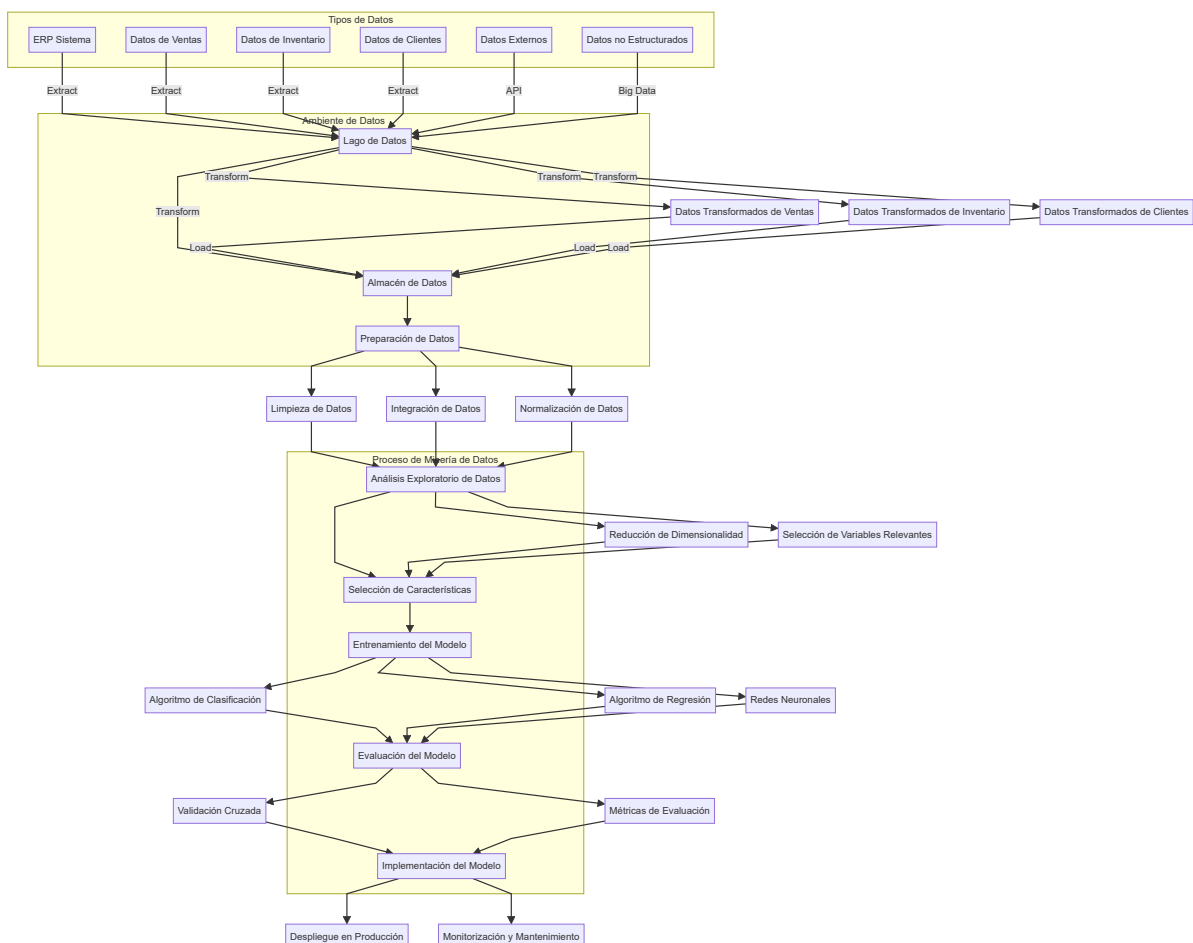 Tipos de Datos
ERP Sistema
Datos de Ventas
Datos de Inventario
Datos de Clientes
Datos Externos
Datos no Estructurados
Extract
Extract
Extract
Extract
API
Big Data
Ambiente de Datos
Lago de Datos
Transform
Transform
Transform
Transform
Datos Transformados de Ventas
Datos Transformados de Inventario
Datos Transformados de Clientes
Load
Load
Load
Almacén de Datos
Preparación de Datos
Limpieza de Datos
Integración de Datos
Normalización de Datos
Proceso de Minería de Datos
Análisis Exploratorio de Datos
Reducción de Dimensionalidad
Selección de Variables Relevantes
Selección de Características
Entrenamiento del Modelo
Algoritmo de Clasificación
Algoritmo de Regresión
Redes Neuronales
Evaluación del Modelo
Validación Cruzada
Métricas de Evaluación
Implementación del Modelo
Despliegue en Producción
Monitorización y Mantenimiento